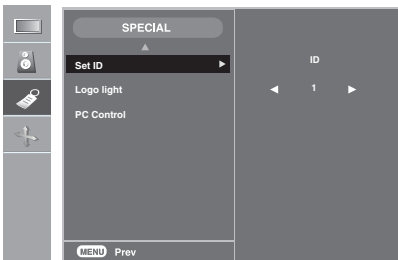 SPECIAL
Set ID
Logo light
PC Control
ID
1
MENU Prev